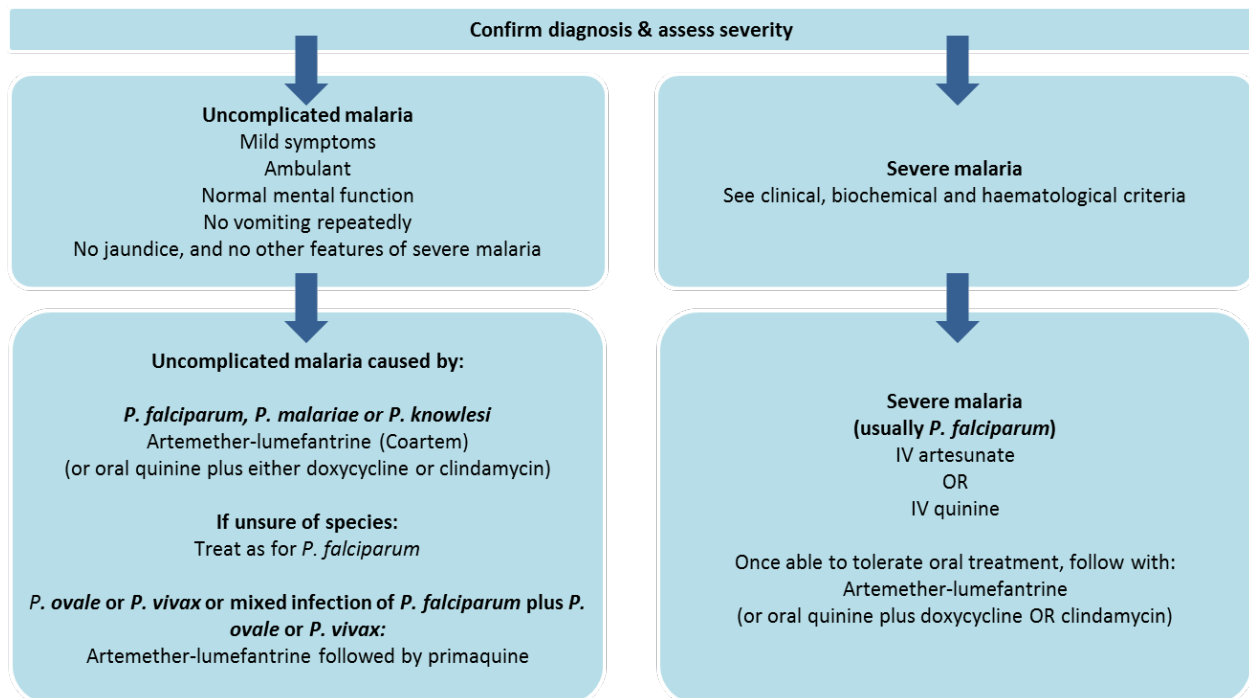 Confirm diagnosis & assess severity
Uncomplicated malaria
Mild symptoms
Ambulant
Normal mental function
No vomiting repeatedly
No jaundice, and no other features of severe malaria
Severe malaria
See clinical, biochemical and haematological criteria
Uncomplicated malaria caused by:
P. falciparum, P. malariae or P. knowlesi
Artemether-lumefantrine (Coartem)
(or oral quinine plus either doxycycline or clindamycin)
If unsure of species:
Treat as for P. falciparum
P. ovale or P. vivax or mixed infection of P. falciparum plus P.
ovale or P. vivax:
Artemether-lumefantrine followed by primaquine
Severe malaria
(usually P. falciparum)
IV artesunate
OR
IV quinine
Once able to tolerate oral treatment, follow with:
Artemether-lumefantrine
(or oral quinine plus doxycycline OR clindamycin)